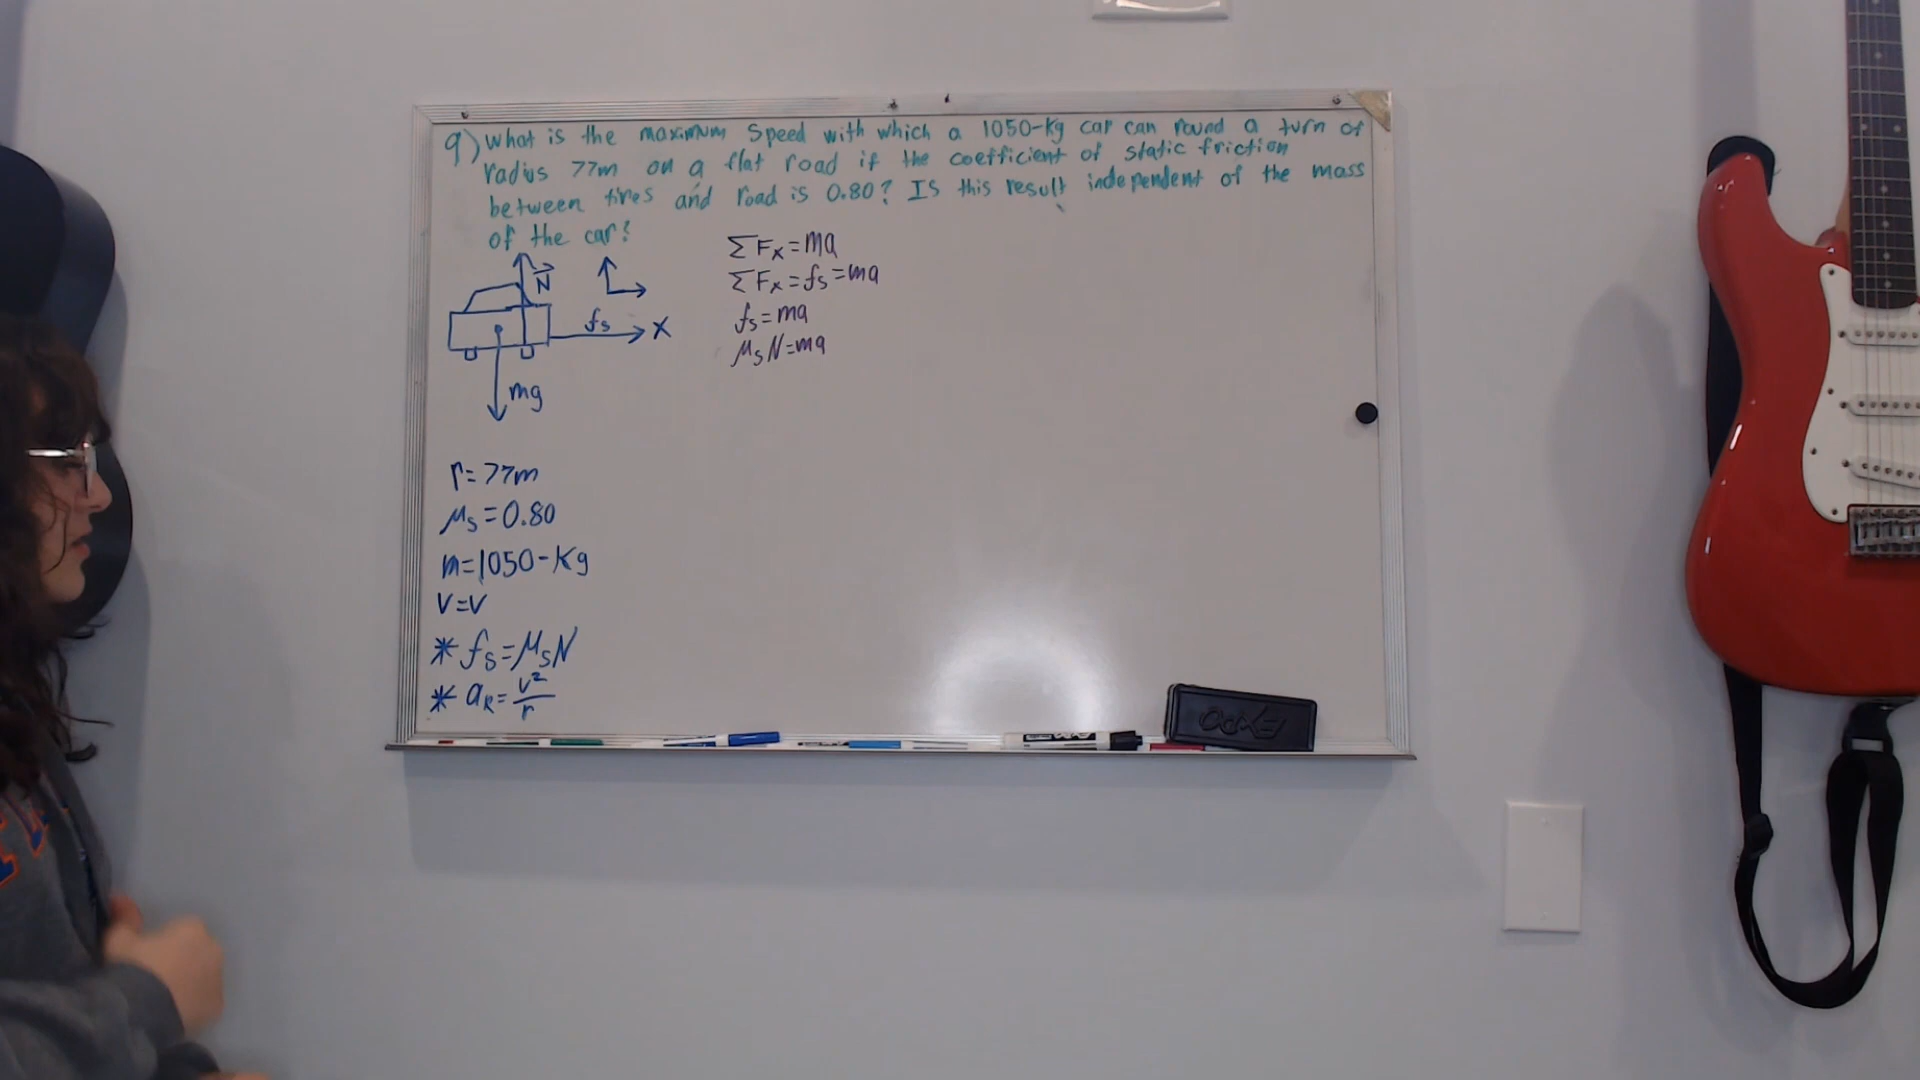 9) What is the maximum speed with which a 1050-kg car can round a turn of
radius 77m on a flat road if the coefficient of static friction
between tires and road is 0.80? Is this result independent of the mass
of the car?
N
fs
X
mg
r=77m
μs=0.80
m=1050-kg
v=v
* fs=μsN
* aR=v²/r
ΣFx=ma
ΣFx=fs=ma
fs=ma
μsN=ma
EXPO